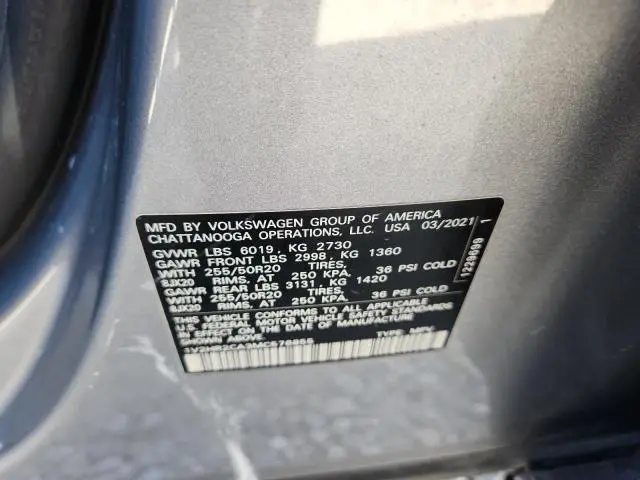 MFD BY VOLKSWAGEN GROUP OF AMERICA
CHATTANOOGA OPERATIONS, LLC. USA 03/2021
GVWR LBS 6019, KG 2730
GAWR FRONT LBS 2998, KG 1360
WITH 255/50R20 TIRES,
8JX20 RIMS, AT 250 KPA, 36 PSI COLD
GAWR REAR LBS 3131, KG 1420
WITH 255/50R20 TIRES,
8JX20 RIMS, AT 250 KPA, 36 PSI COLD
THIS VEHICLE CONFORMS TO ALL APPLICABLE
U.S. FEDERAL MOTOR VEHICLE SAFETY STANDARDS
IN EFFECT ON THE DATE OF MANUFACTURE
SHOWN ABOVE.
TYPE: MPV
1229699 1